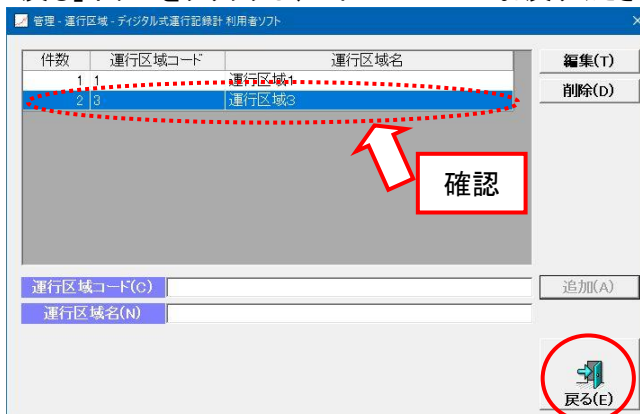 管理 - 運行区域 - ディジタル式運行記録計 利用者ソフト
件数 運行区域コード 運行区域名
1 1 運行区域1
2 3 運行区域3
編集(T)
削除(D)
確認
運行区域コード(C)
追加(A)
運行区域名(N)
戻る(E)